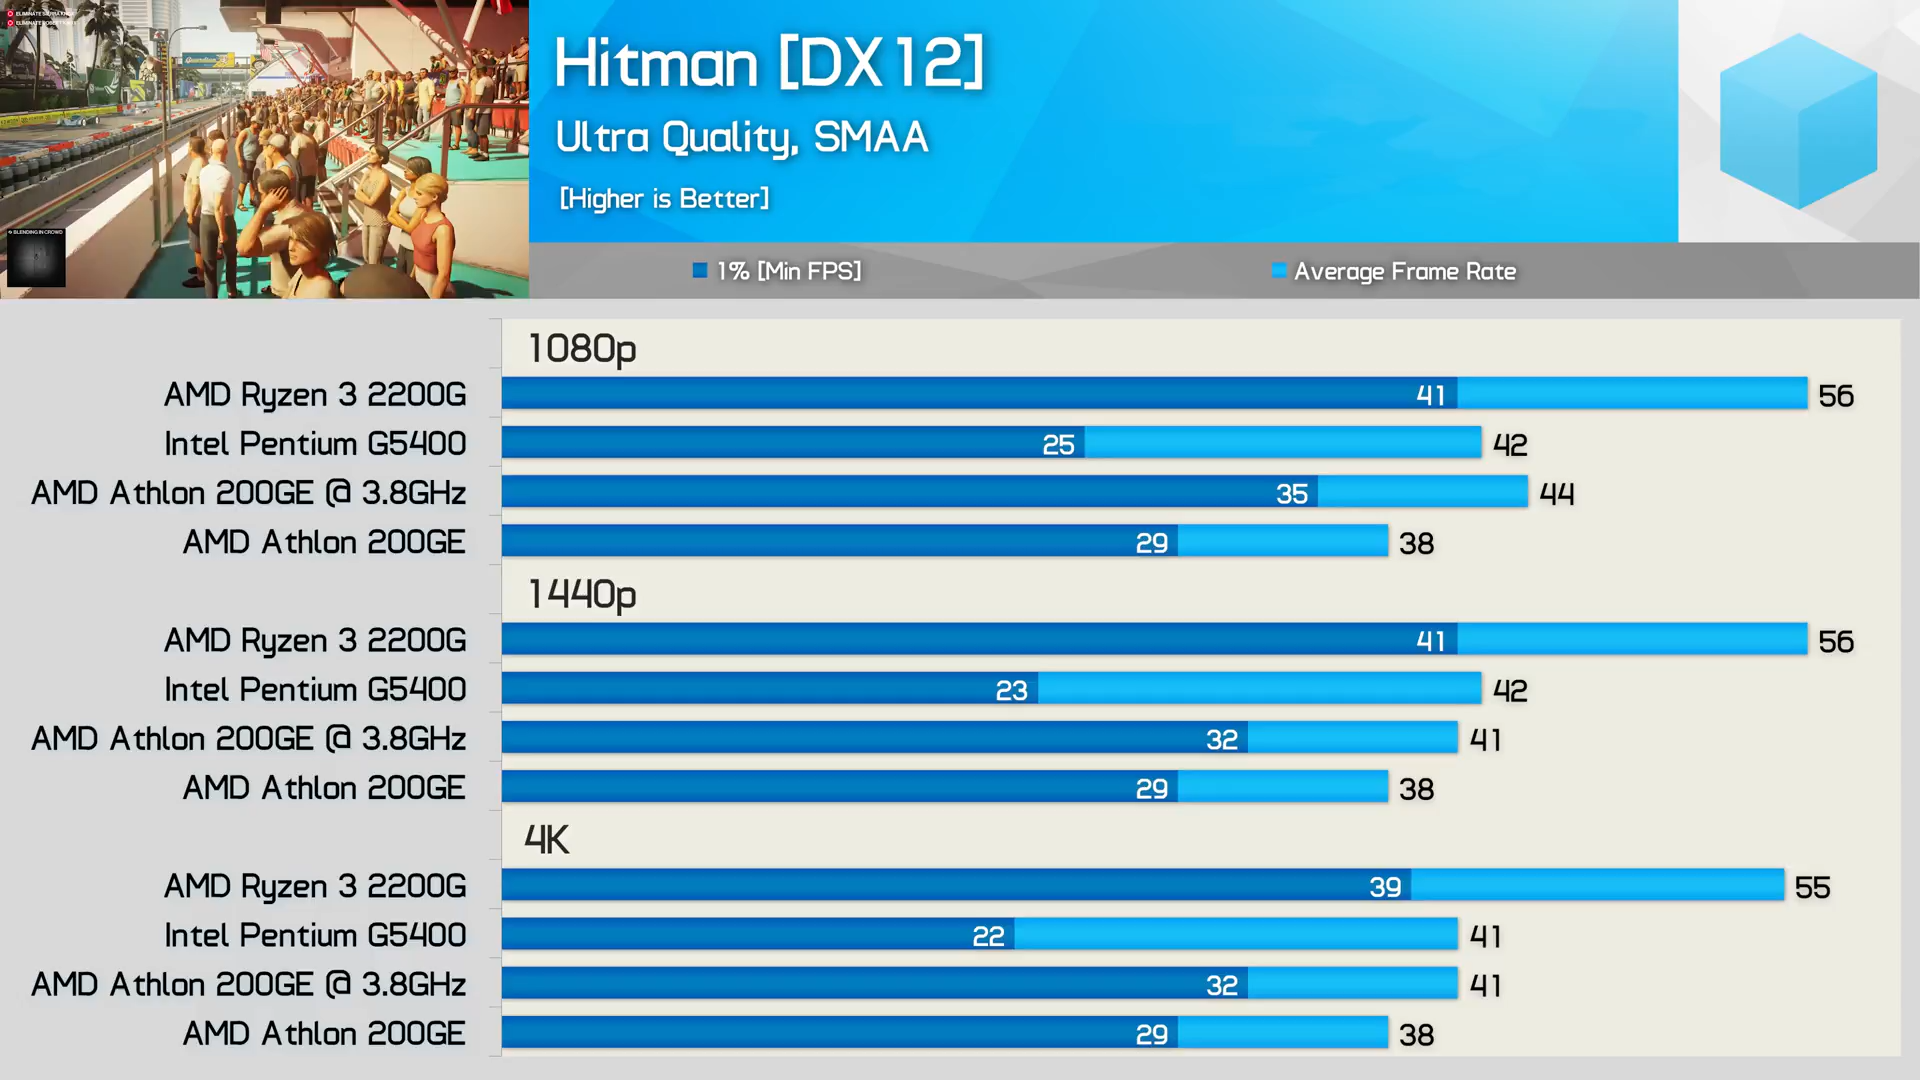 Hitman [DX12]
Ultra Quality, SMAA
[Higher is Better]
BLENDING IN CROWD
1% [Min FPS]
Average Frame Rate
1080p
AMD Ryzen 3 2200G 41 56
Intel Pentium G5400 25 42
AMD Athlon 200GE @ 3.8GHz 35 44
AMD Athlon 200GE 29 38
1440p
AMD Ryzen 3 2200G 41 56
Intel Pentium G5400 23 42
AMD Athlon 200GE @ 3.8GHz 32 41
AMD Athlon 200GE 29 38
4K
AMD Ryzen 3 2200G 39 55
Intel Pentium G5400 22 41
AMD Athlon 200GE @ 3.8GHz 32 41
AMD Athlon 200GE 29 38